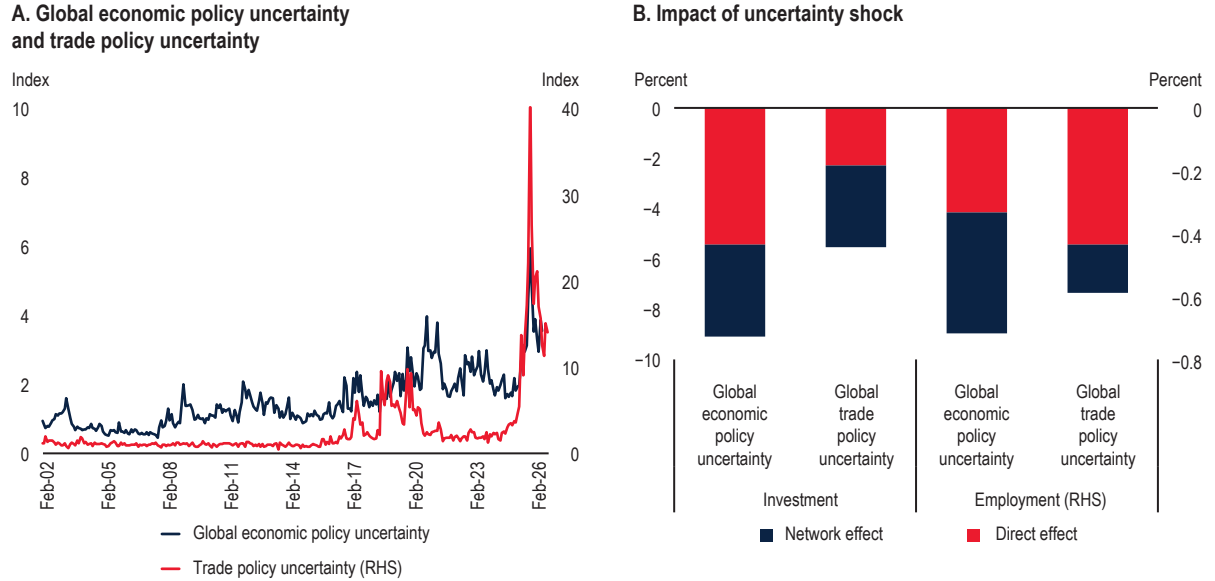 A. Global economic policy uncertainty
and trade policy uncertainty
Index
Index
10
8
6
4
2
0
40
30
20
10
0
Feb-02
Feb-05
Feb-08
Feb-11
Feb-14
Feb-17
Feb-20
Feb-23
Feb-26
Global economic policy uncertainty
Trade policy uncertainty (RHS)
B. Impact of uncertainty shock
Percent
Percent
0
−2
−4
−6
−8
−10
0
−0.2
−0.4
−0.6
−0.8
Global
economic
policy
uncertainty
Global
trade
policy
uncertainty
Global
economic
policy
uncertainty
Global
trade
policy
uncertainty
Investment
Employment (RHS)
Network effect
Direct effect